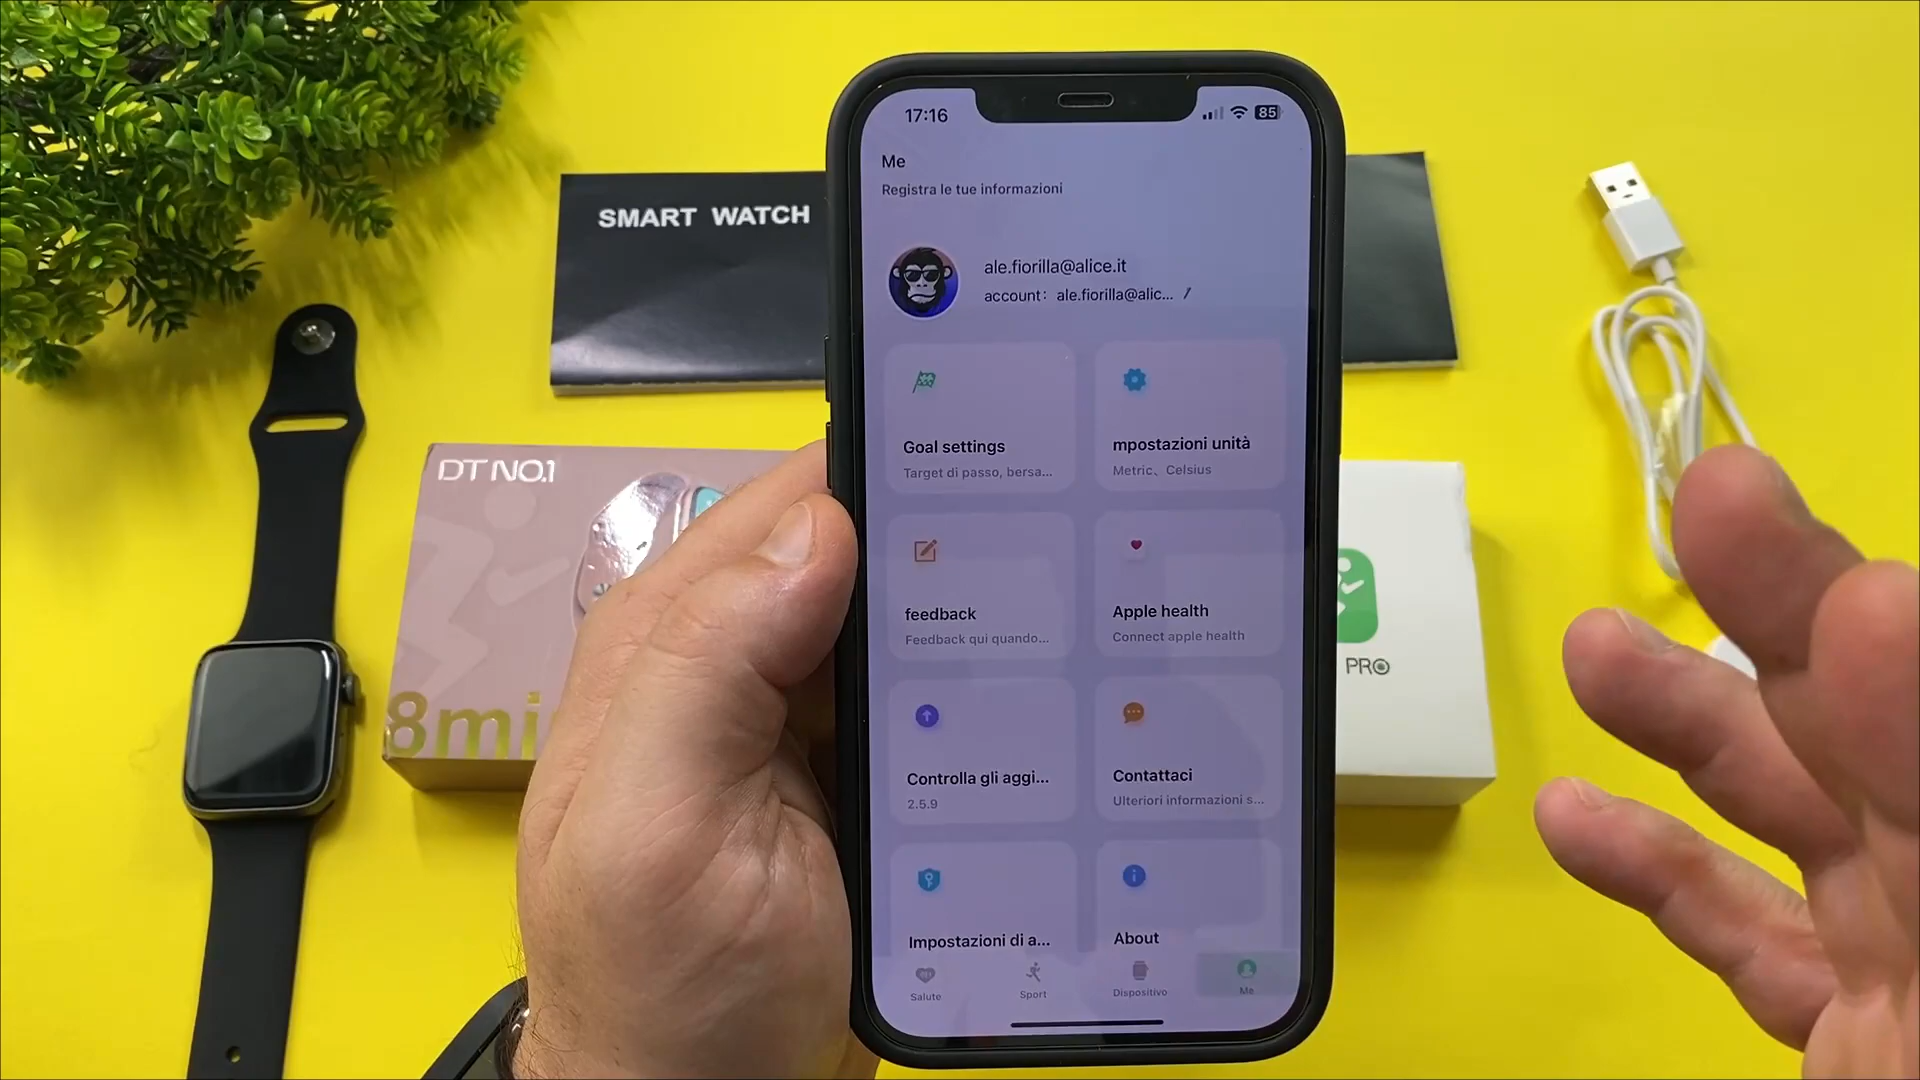 SMART WATCH
DT NO.1
8mi
PRO
17:16
85
Me
Registra le tue informazioni
ale.fiorilla@alice.it
account: ale.fiorilla@alic...
Goal settings
Target di passo, bersa...
mpostazioni unità
Metric、Celsius
feedback
Feedback qui quando...
Apple health
Connect apple health
Controlla gli aggi...
2.5.9
Contattaci
Ulteriori informazioni s...
Impostazioni di a...
About
Salute
Sport
Dispositivo
Me